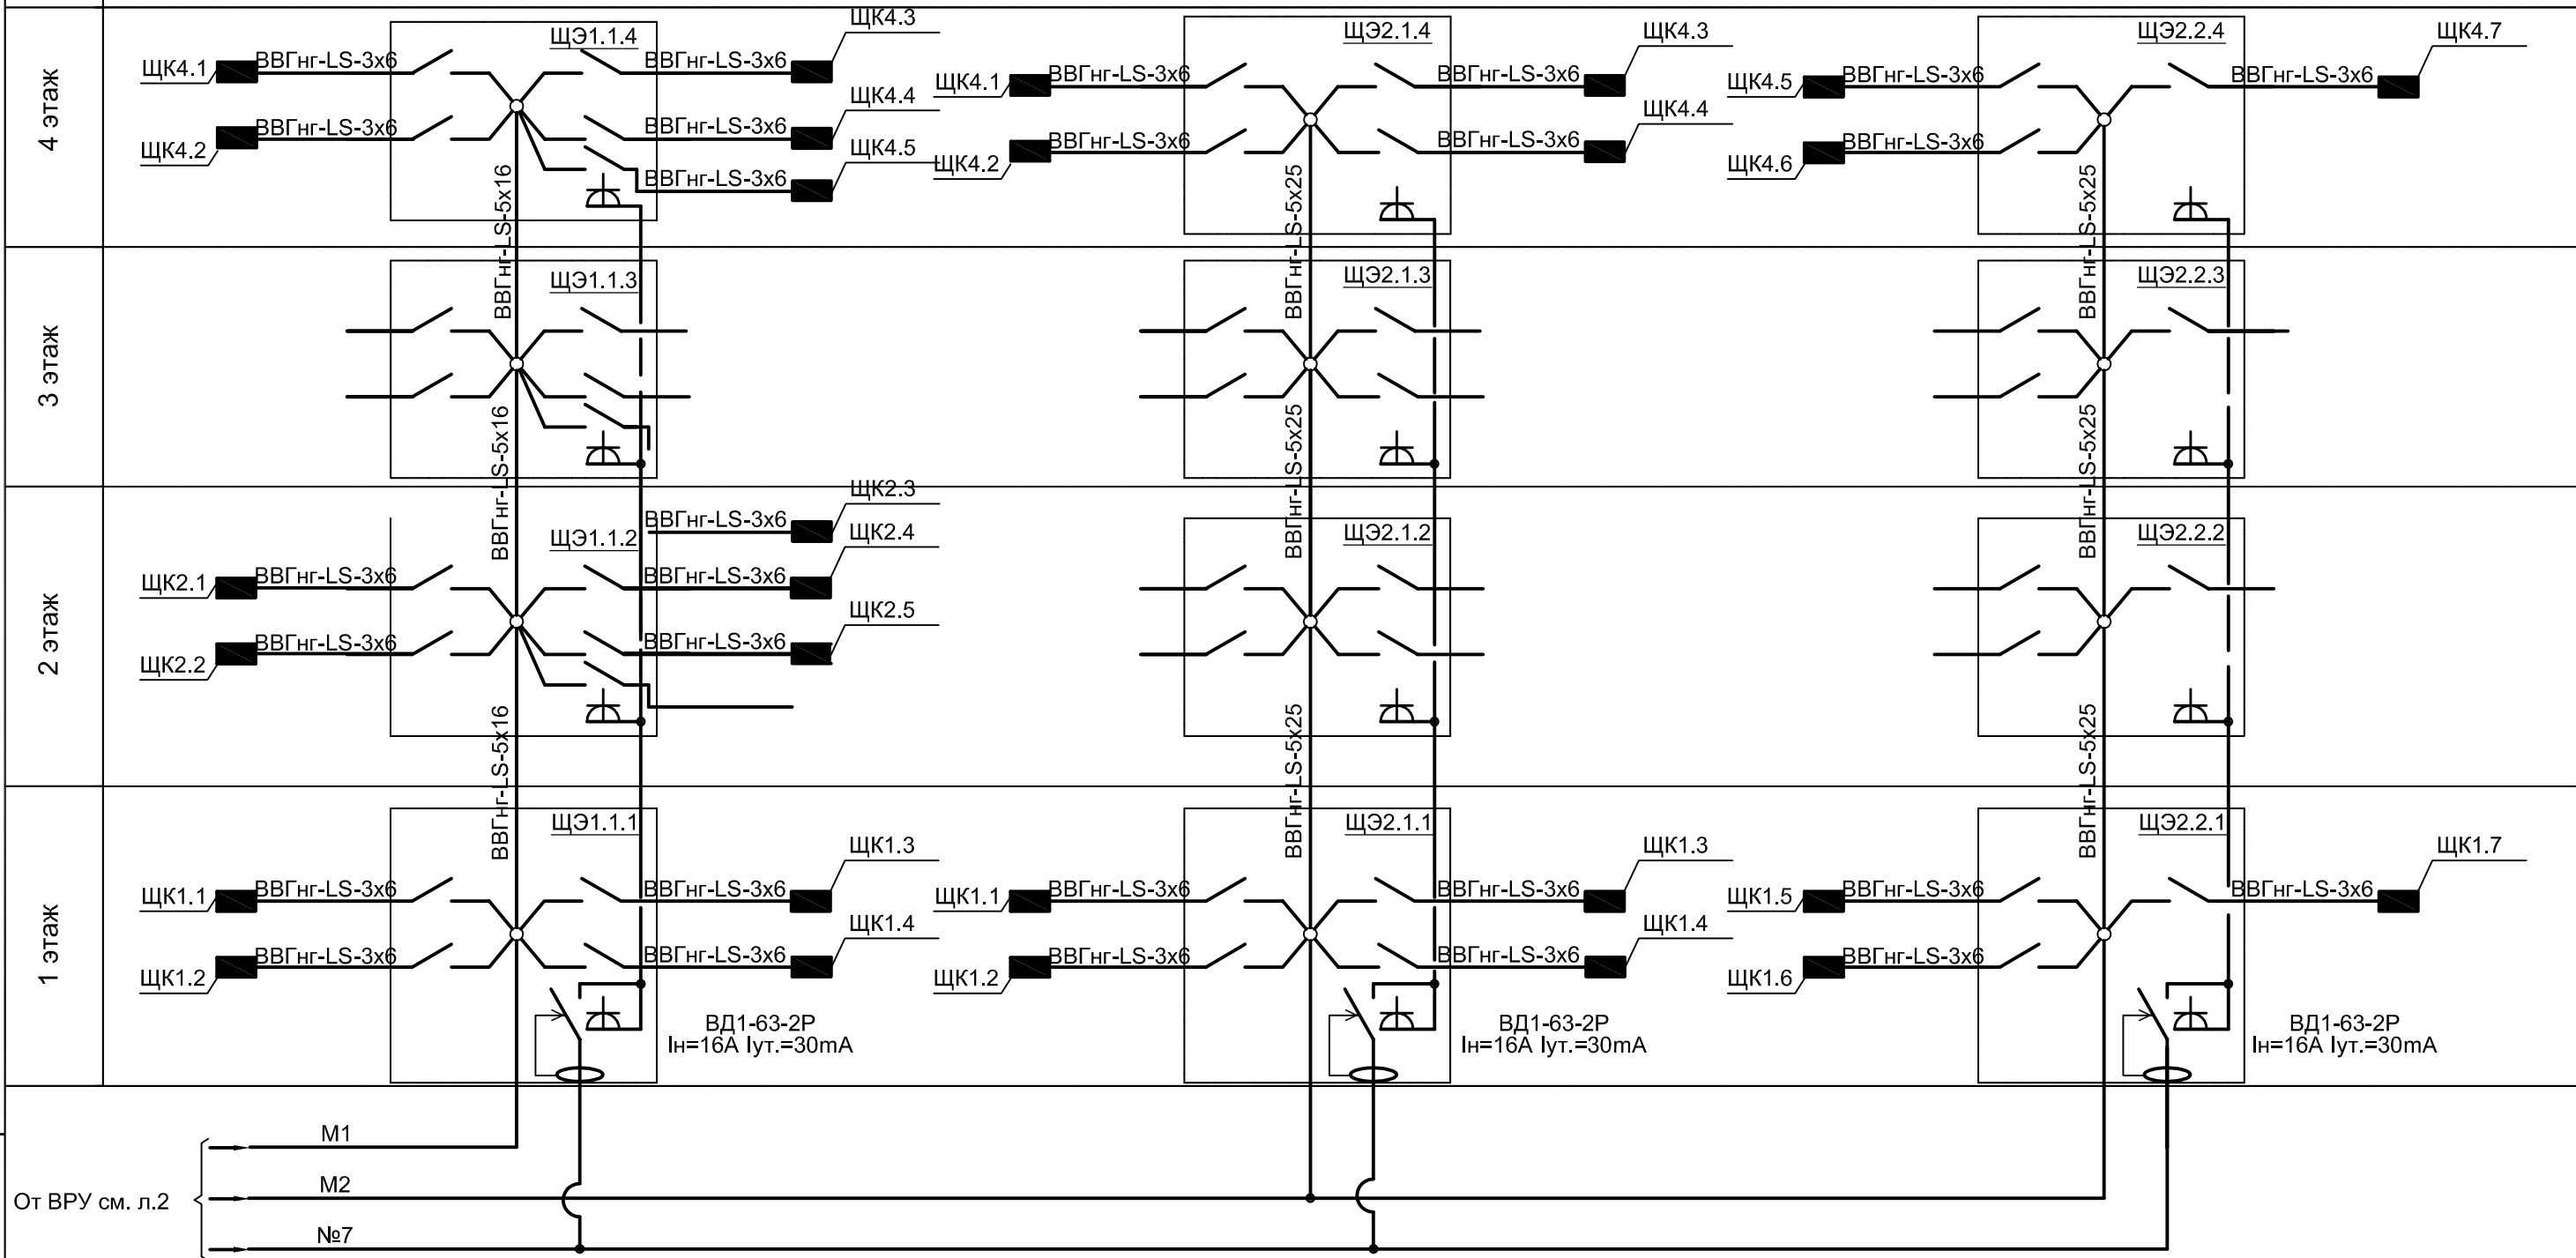 4 этаж
ЩЭ1.1.4
ЩК4.1
ВВГнг-LS-3х6
ЩК4.2
ВВГнг-LS-3х6
ВВГнг-LS-3х6
ЩК4.3
ВВГнг-LS-3х6
ЩК4.4
ВВГнг-LS-3х6
ЩК4.5
ВВГнг-LS-5х16
ЩЭ2.1.4
ЩК4.1
ВВГнг-LS-3х6
ЩК4.2
ВВГнг-LS-3х6
ВВГнг-LS-3х6
ЩК4.3
ВВГнг-LS-3х6
ЩК4.4
ВВГнг-LS-5х25
ЩЭ2.2.4
ЩК4.5
ВВГнг-LS-3х6
ЩК4.6
ВВГнг-LS-3х6
ВВГнг-LS-3х6
ЩК4.7
ВВГнг-LS-5х25
3 этаж
ЩЭ1.1.3
ВВГнг-LS-5х16
ЩЭ2.1.3
ВВГнг-LS-5х25
ЩЭ2.2.3
ВВГнг-LS-5х25
2 этаж
ЩЭ1.1.2
ЩК2.1
ВВГнг-LS-3х6
ЩК2.2
ВВГнг-LS-3х6
ВВГнг-LS-3х6
ЩК2.3
ВВГнг-LS-3х6
ЩК2.4
ВВГнг-LS-3х6
ЩК2.5
ВВГнг-LS-5х16
ЩЭ2.1.2
ВВГнг-LS-5х25
ЩЭ2.2.2
ВВГнг-LS-5х25
1 этаж
ЩЭ1.1.1
ЩК1.1
ВВГнг-LS-3х6
ЩК1.2
ВВГнг-LS-3х6
ВВГнг-LS-3х6
ЩК1.3
ВВГнг-LS-3х6
ЩК1.4
ВД1-63-2Р
Iн=16А Iут.=30mA
ЩЭ2.1.1
ЩК1.1
ВВГнг-LS-3х6
ЩК1.2
ВВГнг-LS-3х6
ВВГнг-LS-3х6
ЩК1.3
ВВГнг-LS-3х6
ЩК1.4
ВД1-63-2Р
Iн=16А Iут.=30mA
ЩЭ2.2.1
ЩК1.5
ВВГнг-LS-3х6
ЩК1.6
ВВГнг-LS-3х6
ВВГнг-LS-3х6
ЩК1.7
ВД1-63-2Р
Iн=16А Iут.=30mA
От ВРУ см. л.2
М1
М2
№7